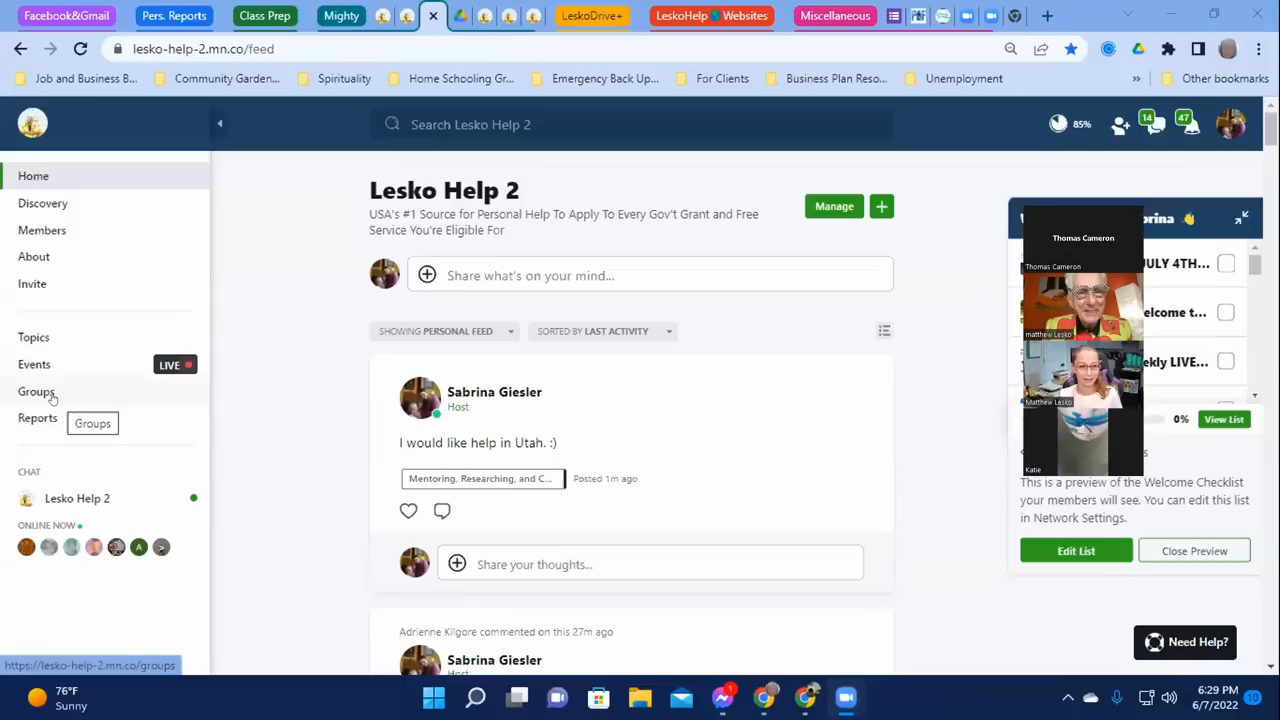 Facebook&Gmail Pers. Reports Class Prep Mighty LeskoDrive+ LeskoHelp Websites Miscellaneous
lesko-help-2.mn.co/feed
Job and Business B... Community Garden... Spirituality Home Schooling Gr... Emergency Back Up... For Clients Business Plan Reso... Unemployment » Other bookmarks
Search Lesko Help 2
85%
14
47
Home
Discovery
Members
About
Invite
Topics
Events
LIVE
Groups
Reports
Groups
CHAT
Lesko Help 2
ONLINE NOW
A
>
https://lesko-help-2.mn.co/groups
Lesko Help 2
USA's #1 Source for Personal Help To Apply To Every Gov't Grant and Free
Service You're Eligible For
Manage
Share what's on your mind...
SHOWING PERSONAL FEED
SORTED BY LAST ACTIVITY
Sabrina Giesler
Host
I would like help in Utah. :)
Mentoring, Researching, and C...
Posted 1m ago
Share your thoughts...
Adrienne Kilgore commented on this 27m ago
Sabrina Giesler
Host
Thomas Cameron
Thomas Cameron
matthew Lesko
Matthew Lesko
Katie
JULY 4TH...
0%
View List
This is a preview of the Welcome Checklist
your members will see. You can edit this list
in Network Settings.
Edit List
Close Preview
Need Help?
76°F
Sunny
1
6:29 PM
6/7/2022
10